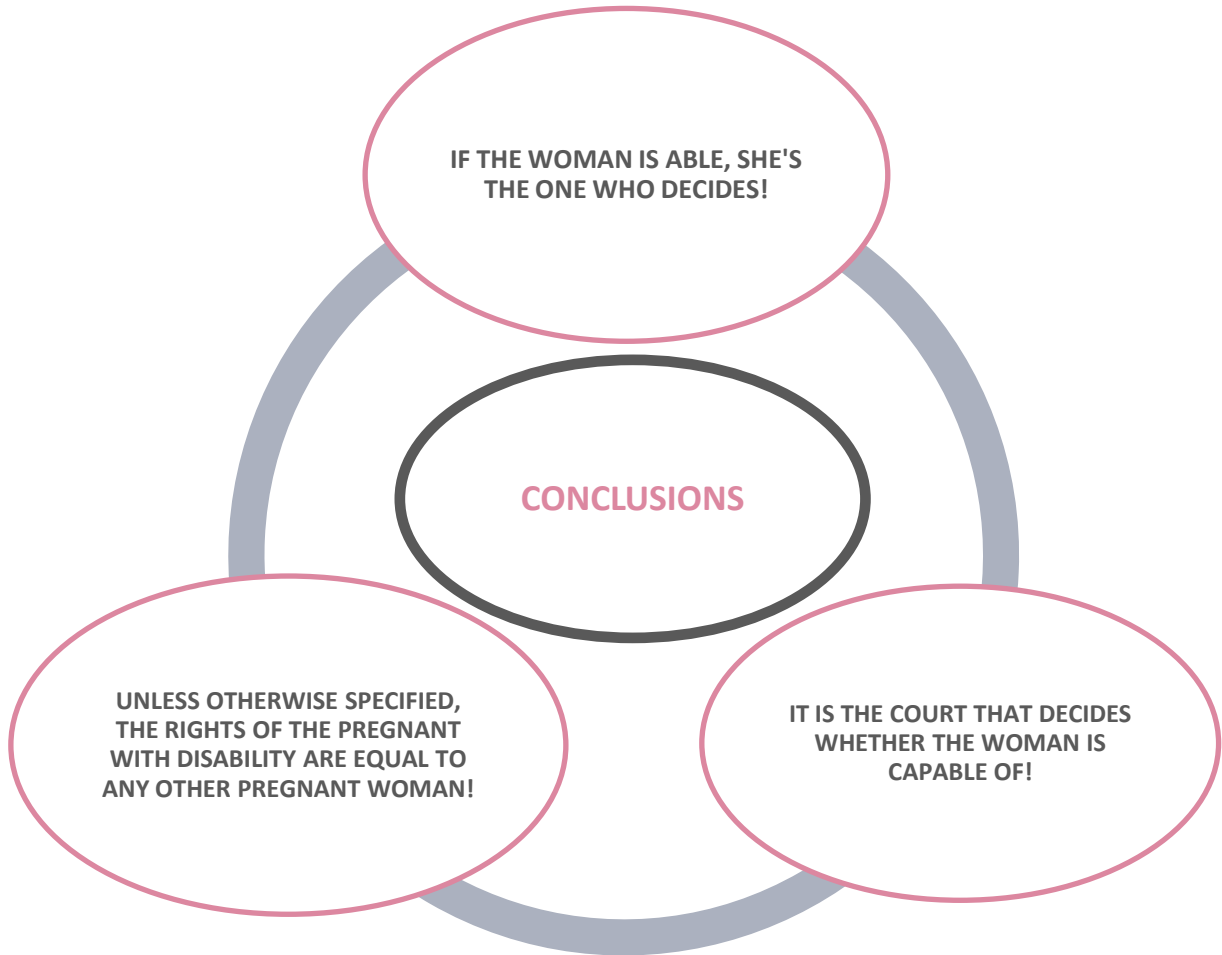 IF THE WOMAN IS ABLE, SHE'S
THE ONE WHO DECIDES!
CONCLUSIONS
UNLESS OTHERWISE SPECIFIED,
THE RIGHTS OF THE PREGNANT
WITH DISABILITY ARE EQUAL TO
ANY OTHER PREGNANT WOMAN!
IT IS THE COURT THAT DECIDES
WHETHER THE WOMAN IS
CAPABLE OF!